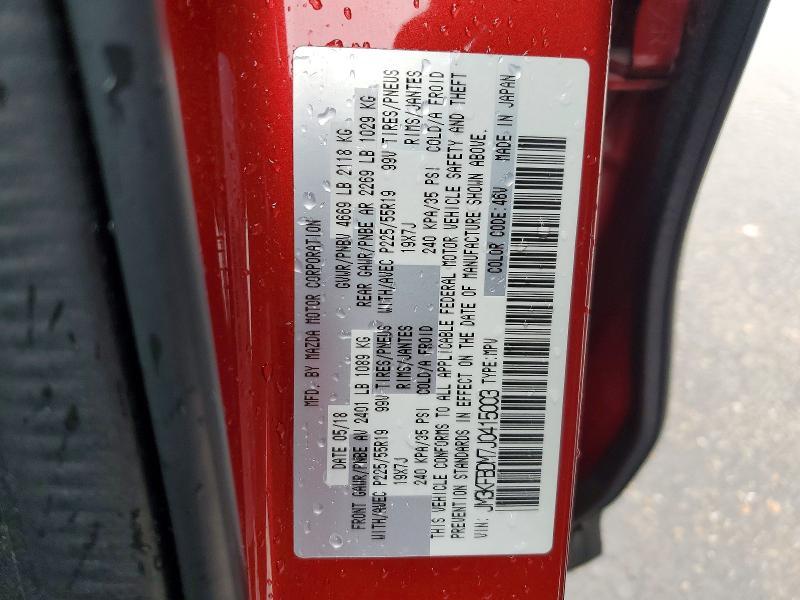 MFD. BY MAZDA MOTOR CORPORATION
DATE 05/18 GVWR/PNBV 4669 LB 2118 KG
FRONT GAWR/PNBE AV 2401 LB 1089 KG REAR GAWR/PNBE AR 2269 LB 1029 KG
WITH/AVEC P225/55R19 99V TIRES/PNEUS WITH/AVEC P225/55R19 99V TIRES/PNEUS
19X7J RIMS/JANTES 19X7J RIMS/JANTES
240 KPA/35 PSI COLD/A FROID 240 KPA/35 PSI COLD/A FROID
THIS VEHICLE CONFORMS TO ALL APPLICABLE FEDERAL MOTOR VEHICLE SAFETY AND THEFT
PREVENTION STANDARDS IN EFFECT ON THE DATE OF MANUFACTURE SHOWN ABOVE.
VIN: JM3KFBDM7J0415003 TYPE:MPV COLOR CODE:46V MADE IN JAPAN